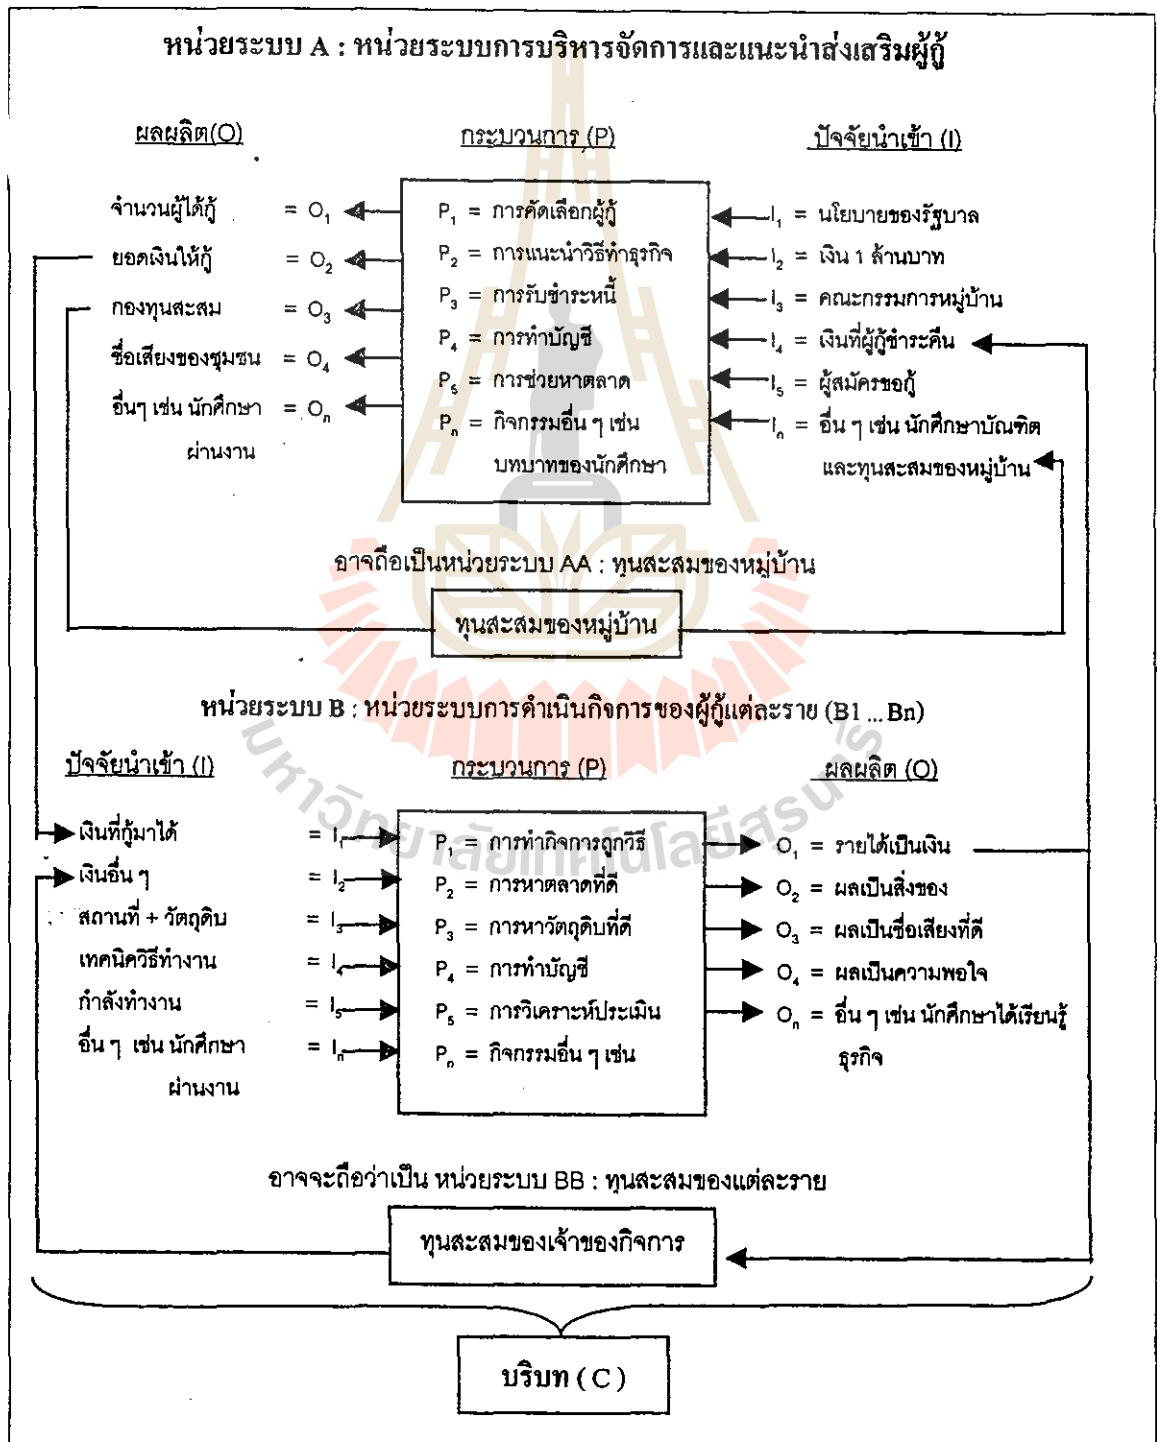 หน่วยระบบ A : หน่วยระบบการบริหารจัดการและแนะนำส่งเสริมผู้กู้
ผลผลิต(O) กระบวนการ (P) ปัจจัยนำเข้า (I)
จำนวนผู้ได้กู้ = O₁ P₁ = การคัดเลือกผู้กู้ I₁ = นโยบายของรัฐบาล
ยอดเงินให้กู้ = O₂ P₂ = การแนะนำวิธีทำธุรกิจ I₂ = เงิน 1 ล้านบาท
กองทุนสะสม = O₃ P₃ = การรับชำระหนี้ I₃ = คณะกรรมการหมู่บ้าน
ชื่อเสียงของชุมชน = O₄ P₄ = การทำบัญชี I₄ = เงินที่ผู้กู้ชำระคืน
P₅ = การช่วยหาตลาด I₅ = ผู้สมัครขอกู้
อื่นๆ เช่น นักศึกษา = Oₙ Pₙ = กิจกรรมอื่น ๆ เช่น Iₙ = อื่น ๆ เช่น นักศึกษาบัณฑิต
ผ่านงาน บทบาทของนักศึกษา และทุนสะสมของหมู่บ้าน
อาจถือเป็นหน่วยระบบ AA : ทุนสะสมของหมู่บ้าน
ทุนสะสมของหมู่บ้าน
หน่วยระบบ B : หน่วยระบบการดำเนินกิจการของผู้กู้แต่ละราย (B1 ... Bn)
ปัจจัยนำเข้า (I) กระบวนการ (P) ผลผลิต (O)
เงินที่กู้มาได้ = I₁ P₁ = การทำกิจการถูกวิธี O₁ = รายได้เป็นเงิน
เงินอื่น ๆ = I₂ P₂ = การหาตลาดที่ดี O₂ = ผลเป็นสิ่งของ
สถานที่ + วัตถุดิบ = I₃ P₃ = การหาวัตถุดิบที่ดี O₃ = ผลเป็นชื่อเสียงที่ดี
เทคนิควิธีทำงาน = I₄ P₄ = การทำบัญชี O₄ = ผลเป็นความพอใจ
กำลังทำงาน = I₅ P₅ = การวิเคราะห์ประเมิน Oₙ = อื่น ๆ เช่น นักศึกษาได้เรียนรู้
อื่น ๆ เช่น นักศึกษา = Iₙ Pₙ = กิจกรรมอื่น ๆ เช่น ธุรกิจ
ผ่านงาน
อาจจะถือว่าเป็น หน่วยระบบ BB : ทุนสะสมของแต่ละราย
ทุนสะสมของเจ้าของกิจการ
บริบท ( C )
มหาวิทยาลัยเทคโนโลยีสุรนารี